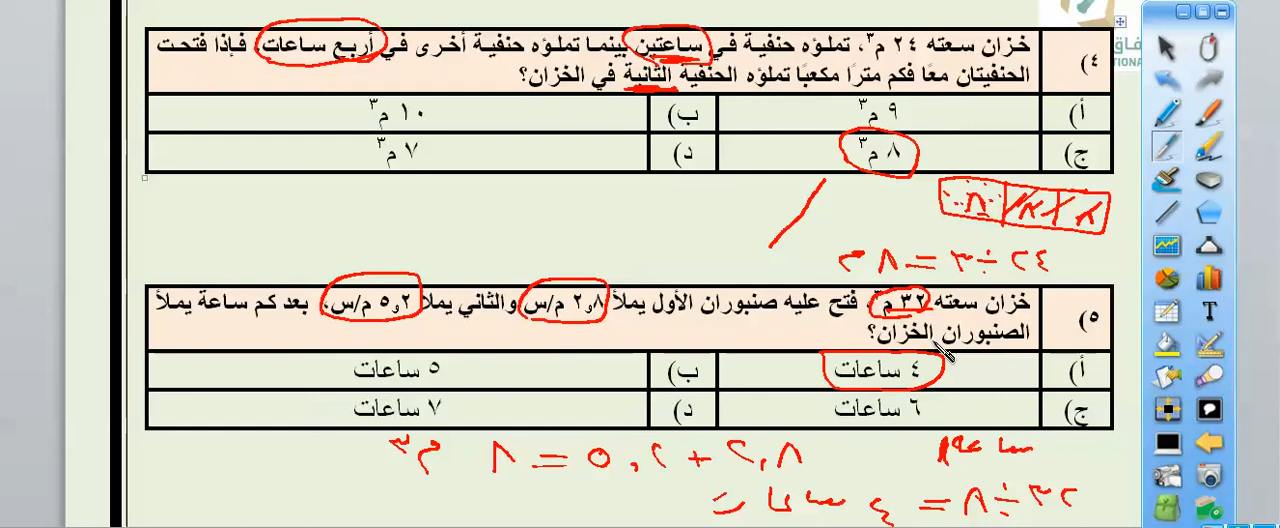 فاق
TIONAL
٤) خزان سعته ٢٤ م٣، تملؤه حنفية في ساعتين بينما تملؤه حنفية أخرى في أربع ساعات، فإذا فتحت
الحنفيتان معًا فكم مترًا مكعبًا تملؤه الحنفية الثانية في الخزان؟
أ) ٩ م٣ ب) ١٠ م٣
ج) ٨ م٣ د) ٧ م٣
٨
٢٤ ÷ ٣ = ٨ م
٥) خزان سعته ٣٢ م٣، فتح عليه صنبوران الأول يملأ ٢,٨ م/س والثاني يملا ٥,٢ م/س، بعد كم ساعة يملأ
الصنبوران الخزان؟
أ) ٤ ساعات ب) ٥ ساعات
ج) ٦ ساعات د) ٧ ساعات
٢,٨ + ٥,٢ = ٨ م٣
٣٢ ÷ ٨ = ٤ ساعات